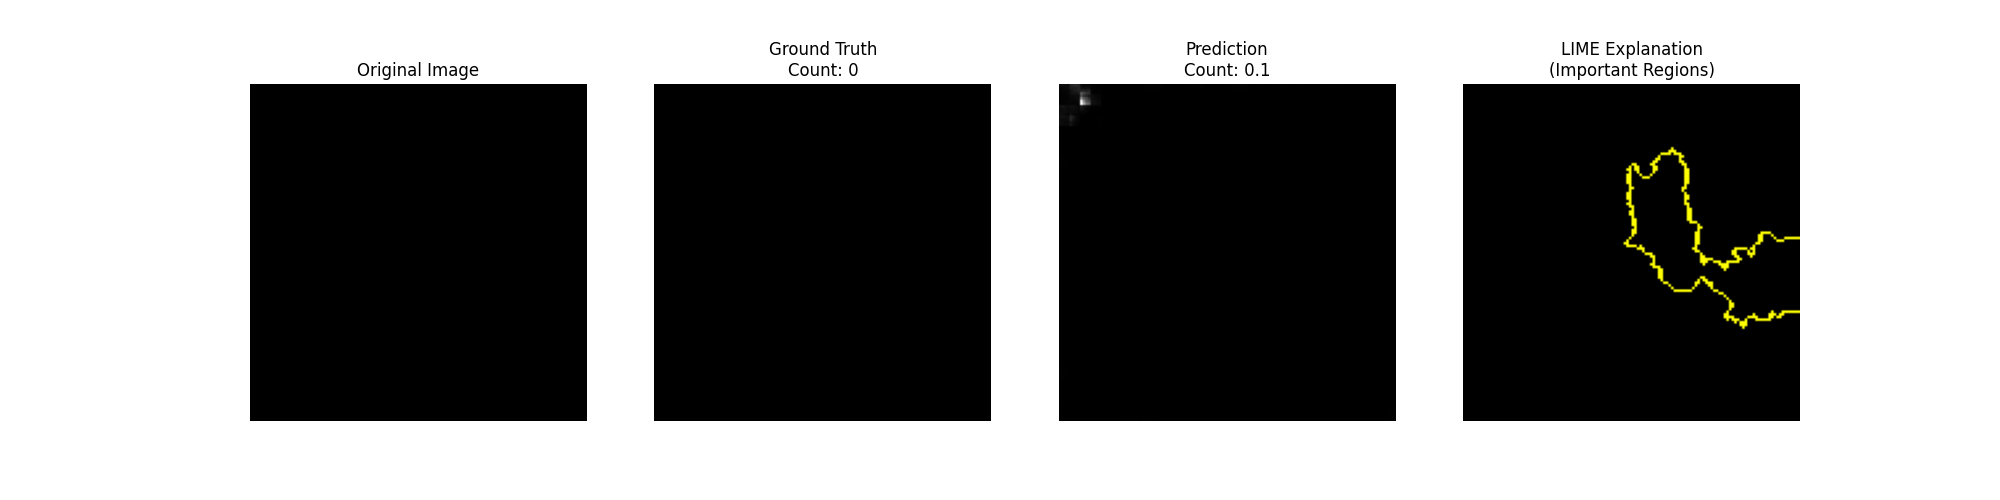 Original Image
Ground Truth
Count: 0
Prediction
Count: 0.1
LIME Explanation
(Important Regions)